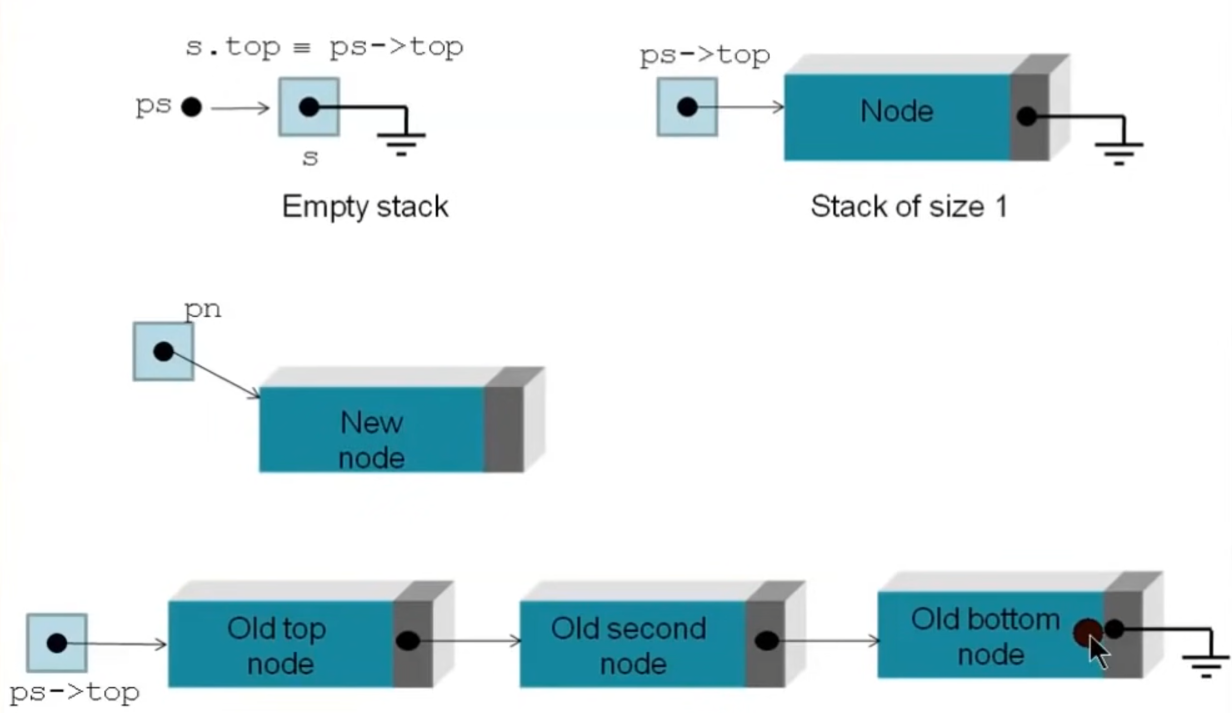 s.top ≡ ps->top
ps
s
Empty stack
ps->top
Node
Stack of size 1
pn
New
node
ps->top
Old top
node
Old second
node
Old bottom
node